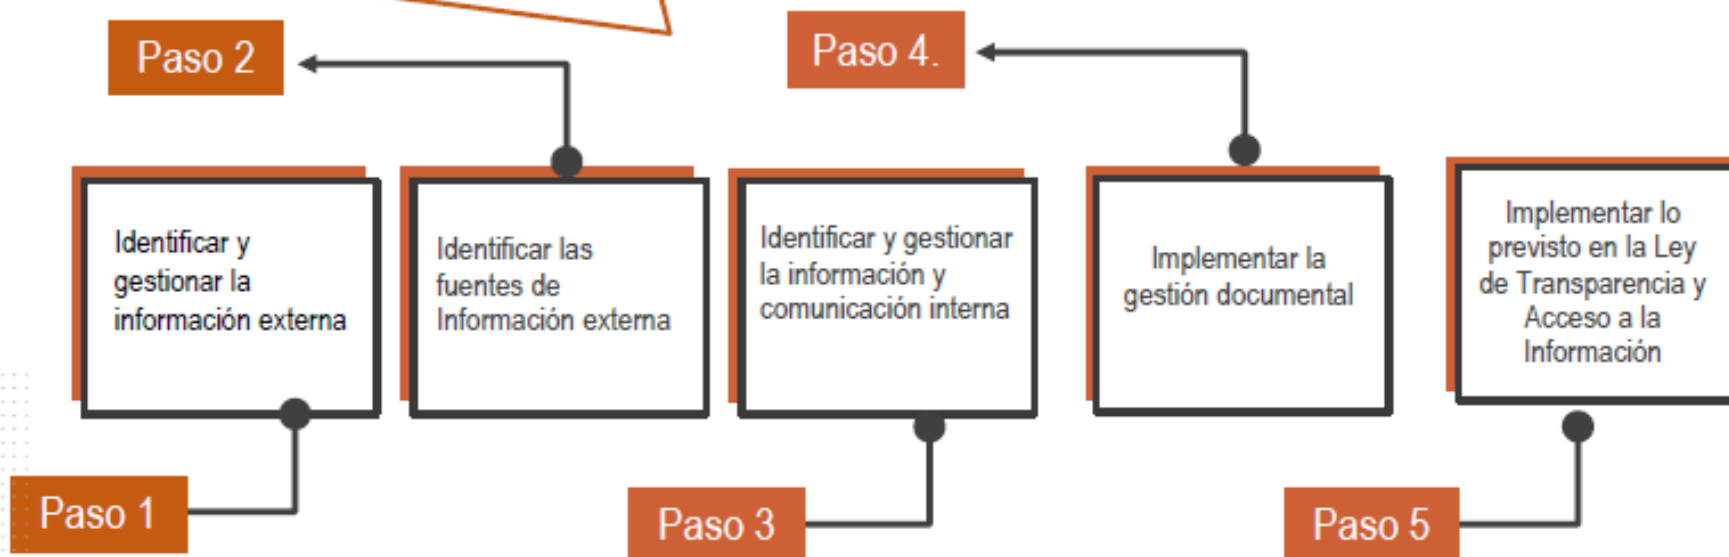 Paso 2
Paso 4.
Identificar y
gestionar la
información externa
Identificar las
fuentes de
Información externa
Identificar y gestionar
la información y
comunicación interna
Implementar la
gestión documental
Implementar lo
previsto en la Ley
de Transparencia y
Acceso a la
Información
Paso 1
Paso 3
Paso 5